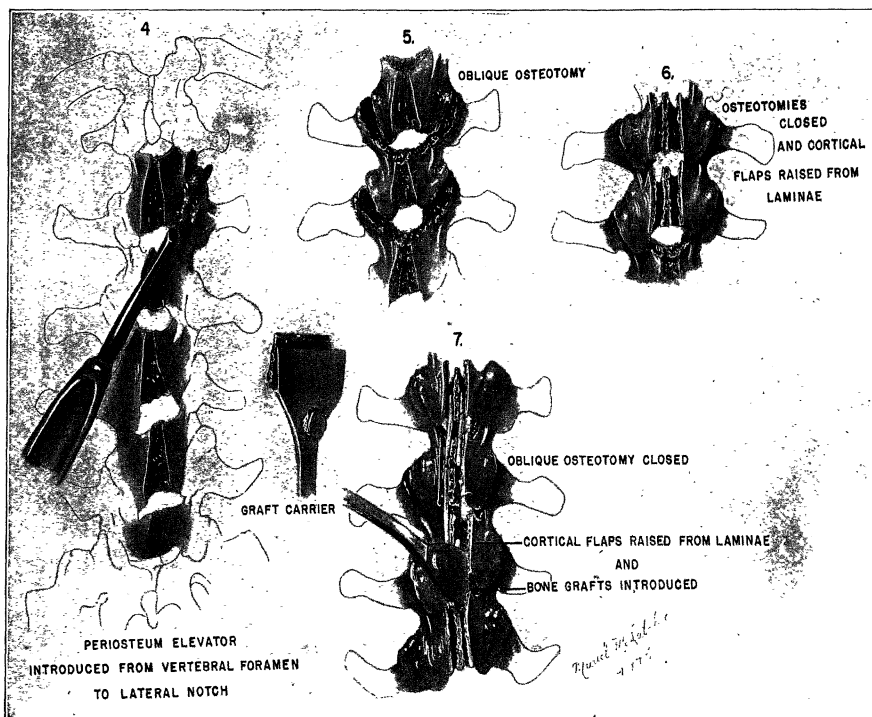 4
PERIOSTEUM ELEVATOR
INTRODUCED FROM VERTEBRAL FORAMEN
TO LATERAL NOTCH
5.
OBLIQUE OSTEOTOMY
6.
OSTEOTOMIES
CLOSED
AND CORTICAL
FLAPS RAISED FROM
LAMINAE
GRAFT CARRIER
7.
OBLIQUE OSTEOTOMY CLOSED
CORTICAL FLAPS RAISED FROM LAMINAE
AND
BONE GRAFTS INTRODUCED